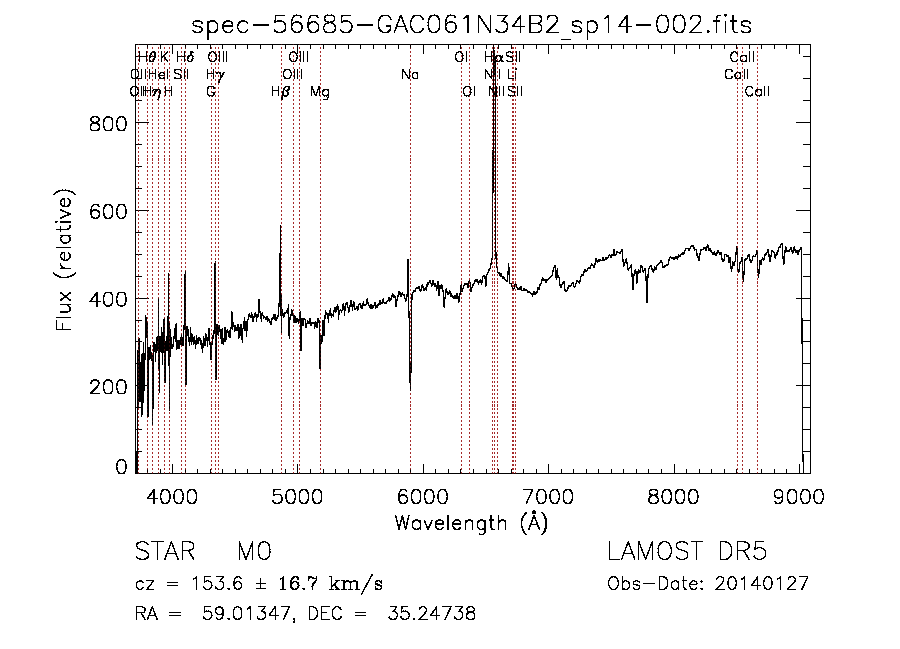 spec-56685-GAC061N34B2_sp14-002.fits
Hθ K Hδ OIII OIII OI Hα SII CaII
OII HeI SII Hγ OIII Na NII Li CaII
OII Hη H G Hβ Mg OI NII SII CaII
800
600
400
200
0
Flux (relative)
4000 5000 6000 7000 8000 9000
Wavelength (Å)
STAR M0 LAMOST DR5
cz = 153.6 ± 16.7 km/s Obs-Date: 20140127
RA = 59.01347, DEC = 35.24738